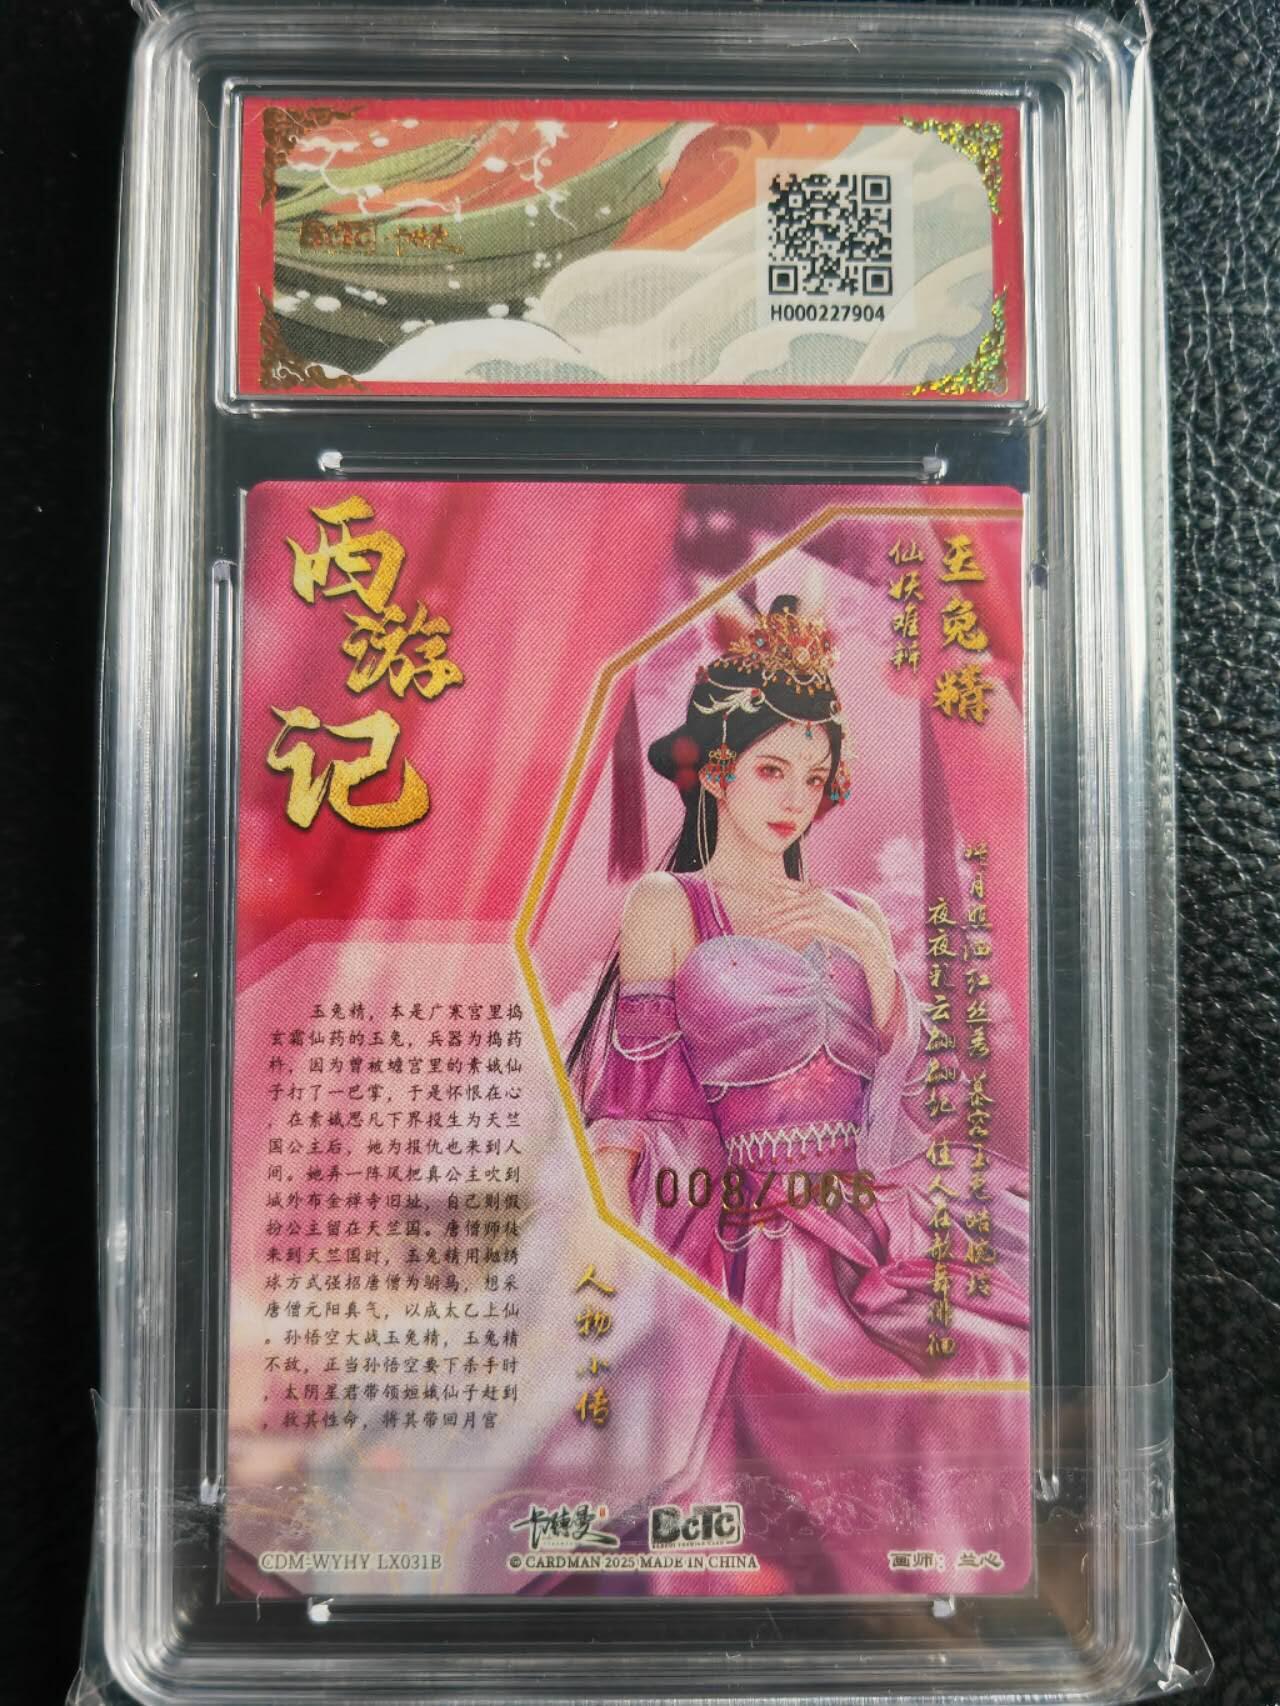 H000227904
西游记
玉兔精
仙妖难辨
玉兔精，本是广寒宫里捣
玄霜仙药的玉兔，兵器为捣药
杵，因为曾被蟾宫里的素娥仙
子打了一巴掌，于是怀恨在心
，在素娥思凡下界投生为天竺
国公主后，她为报仇也来到人
间。她弄一阵风把真公主吹到
城外布金禅寺旧址，自己则假
扮公主留在天竺国。唐僧师徒
来到天竺国时，玉兔精用抛绣
球方式强招唐僧为驸马，想采
唐僧元阳真气，以成太乙上仙
。孙悟空大战玉兔精，玉兔精
不敌，正当孙悟空要下杀手时
，太阴星君带领姮娥仙子赶到
，救其性命，将其带回月宫
人物小传
008/066
卡特曼
DCTC
CDM-WYHY LX031B
© CARDMAN 2025 MADE IN CHINA
画师：兰心